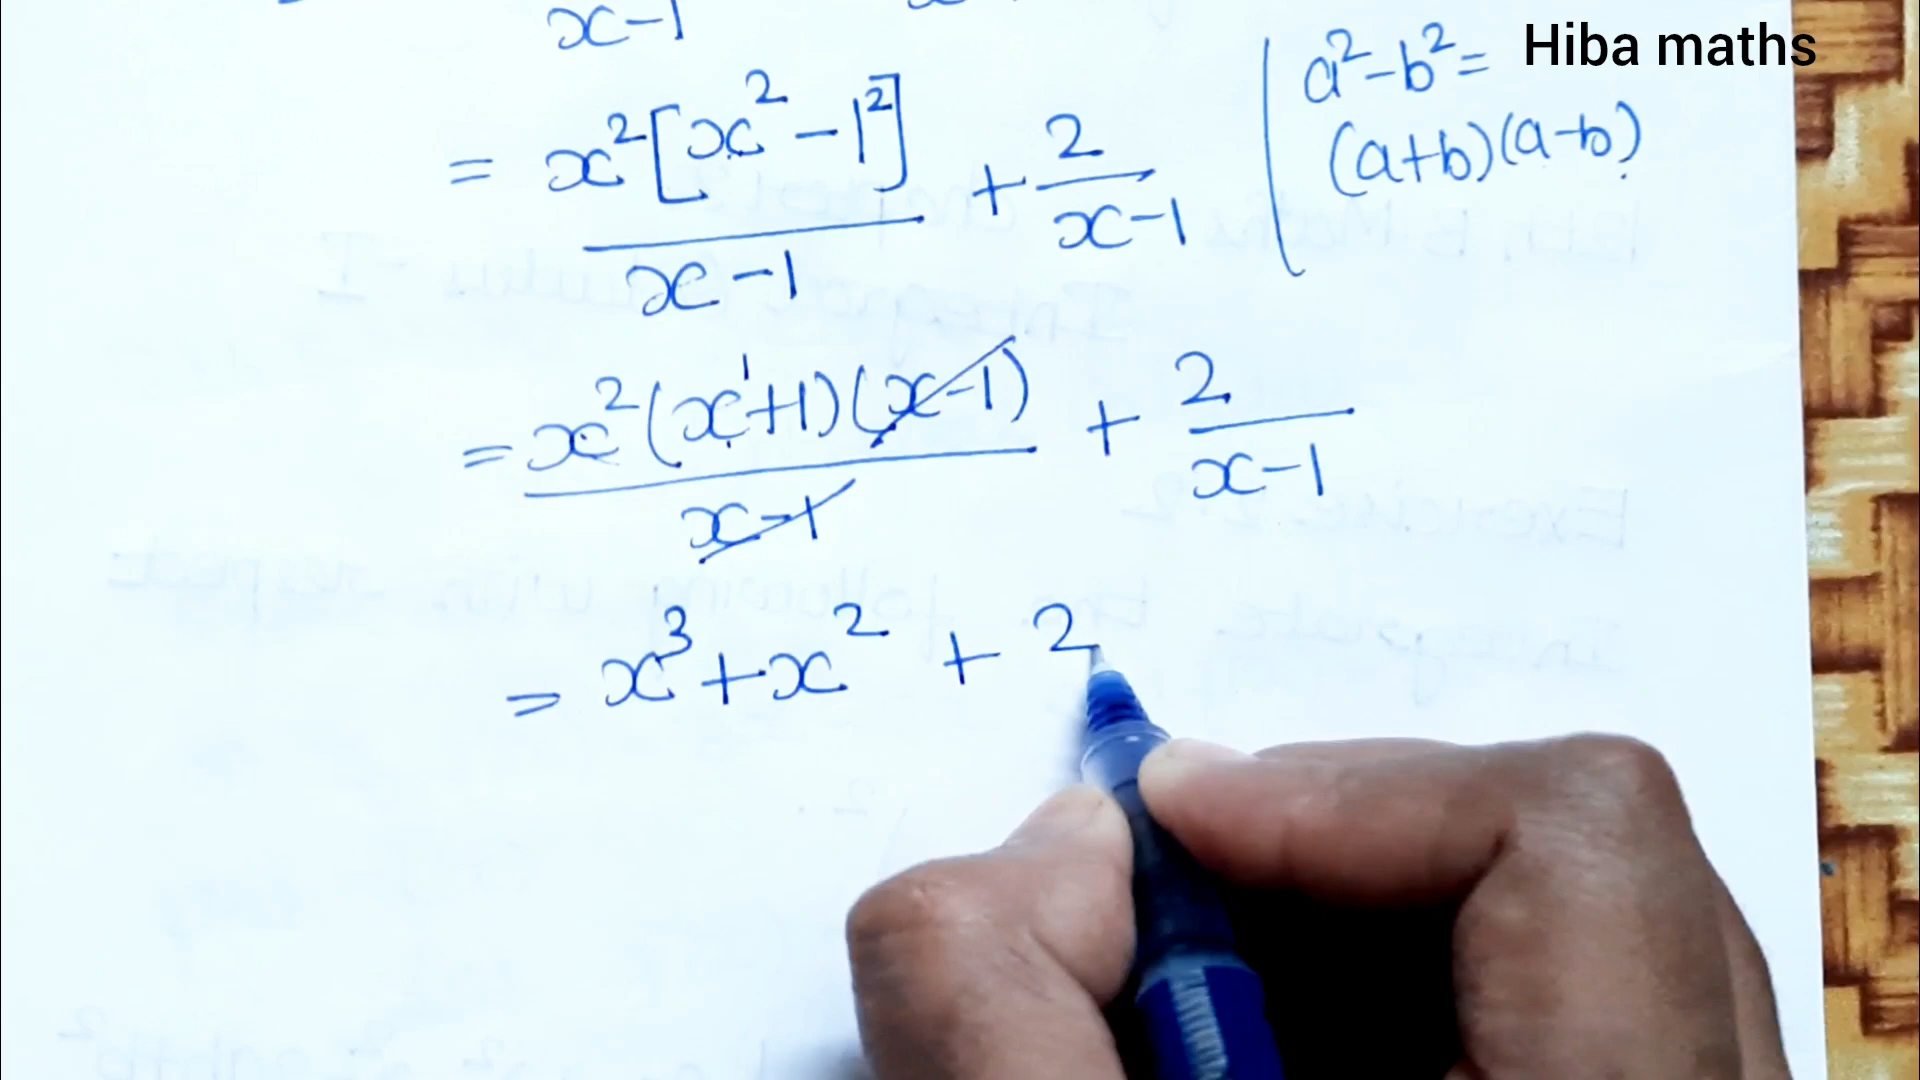 x-1
Hiba maths
a²-b²=
(a+b)(a-b)
= x²[x²-1²] / x-1 + 2 / x-1
= x²(x¹+1)(x-1) / x-1 + 2 / x-1
= x³+x² + 2